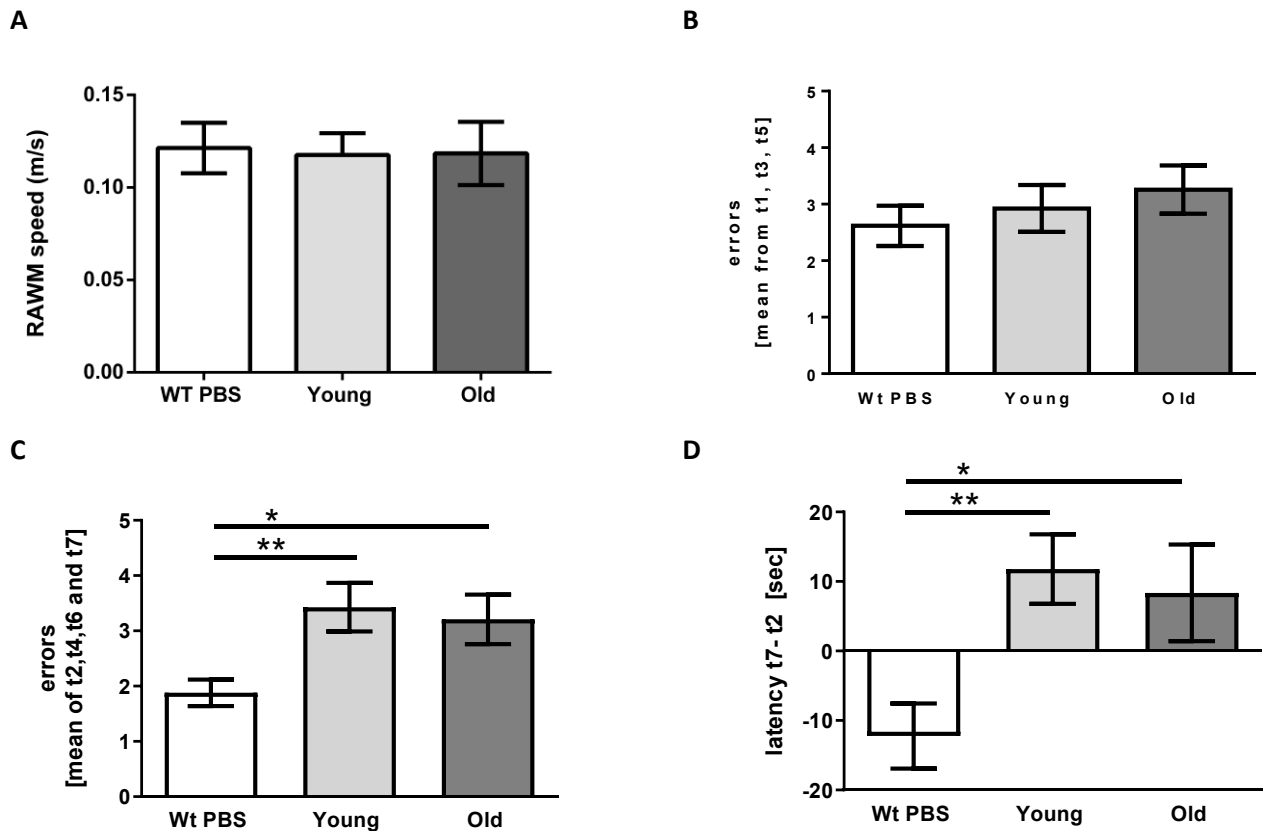 A
RAWM speed (m/s)
0.15
0.10
0.05
0.00
WT PBS Young Old
B
errors
[mean from t1, t3, t5]
5
4
3
2
1
0
Wt PBS Young Old
C
errors
[mean of t2,t4,t6 and t7]
5
4
3
2
1
0
*
**
Wt PBS Young Old
D
latency t7- t2 [sec]
20
10
0
-10
-20
*
**
Wt PBS Young Old